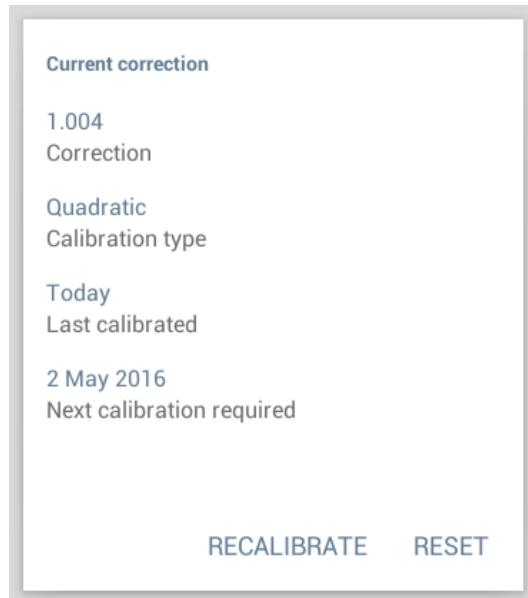 Current correction
1.004
Correction
Quadratic
Calibration type
Today
Last calibrated
2 May 2016
Next calibration required
RECALIBRATE RESET